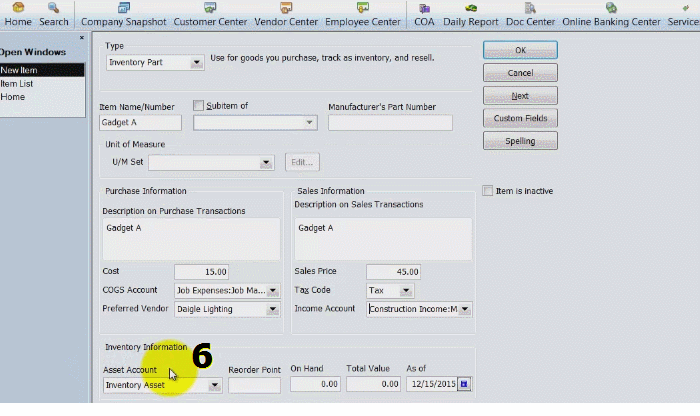 Home Search Company Snapshot Customer Center Vendor Center Employee Center COA Daily Report Doc Center Online Banking Center Service
Open Windows
New Item
Item List
Home
Type
Inventory Part
Use for goods you purchase, track as inventory, and resell.
OK
Cancel
Next
Custom Fields
Spelling
Item Name/Number
Subitem of
Manufacturer's Part Number
Gadget A
Unit of Measure
U/M Set
Edit...
Item is inactive
Purchase Information
Description on Purchase Transactions
Gadget A
Cost 15.00
COGS Account Job Expenses:Job Ma...
Preferred Vendor Daigle Lighting
Sales Information
Description on Sales Transactions
Gadget A
Sales Price 45.00
Tax Code Tax
Income Account Construction Income:M
Inventory Information
6
Asset Account Reorder Point On Hand Total Value As of
Inventory Asset 0.00 0.00 12/15/2015